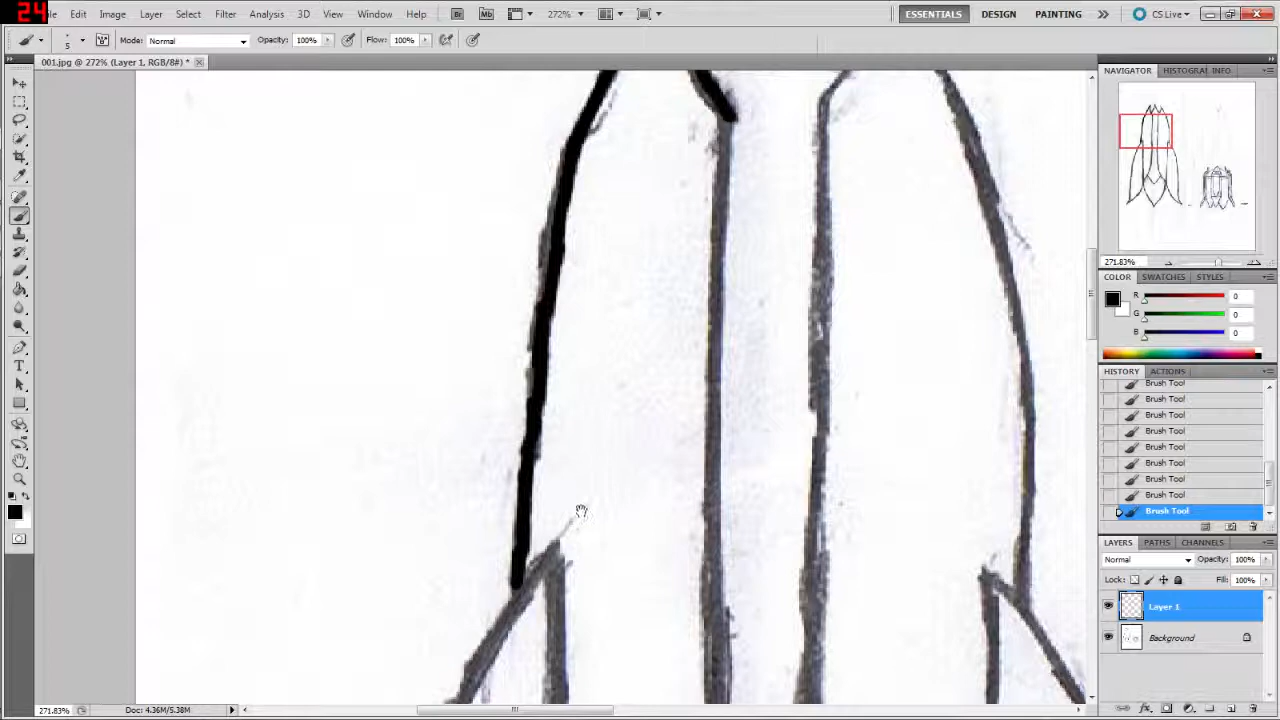 24
Edit Image Layer Select Filter Analysis 3D View Window Help Br Mb 272% ESSENTIALS DESIGN PAINTING CS Live
5 Mode: Normal Opacity: 100% Flow: 100%
001.jpg @ 272% (Layer 1, RGB/8#) *
NAVIGATOR HISTOGRAM INFO
271.83%
COLOR SWATCHES STYLES
R 0
G 0
B 0
HISTORY ACTIONS
Brush Tool
Brush Tool
Brush Tool
Brush Tool
Brush Tool
Brush Tool
Brush Tool
Brush Tool
Brush Tool
LAYERS PATHS CHANNELS
Normal Opacity: 100%
Lock: Fill: 100%
Layer 1
Background
271.83% Doc: 4.36M/5.38M